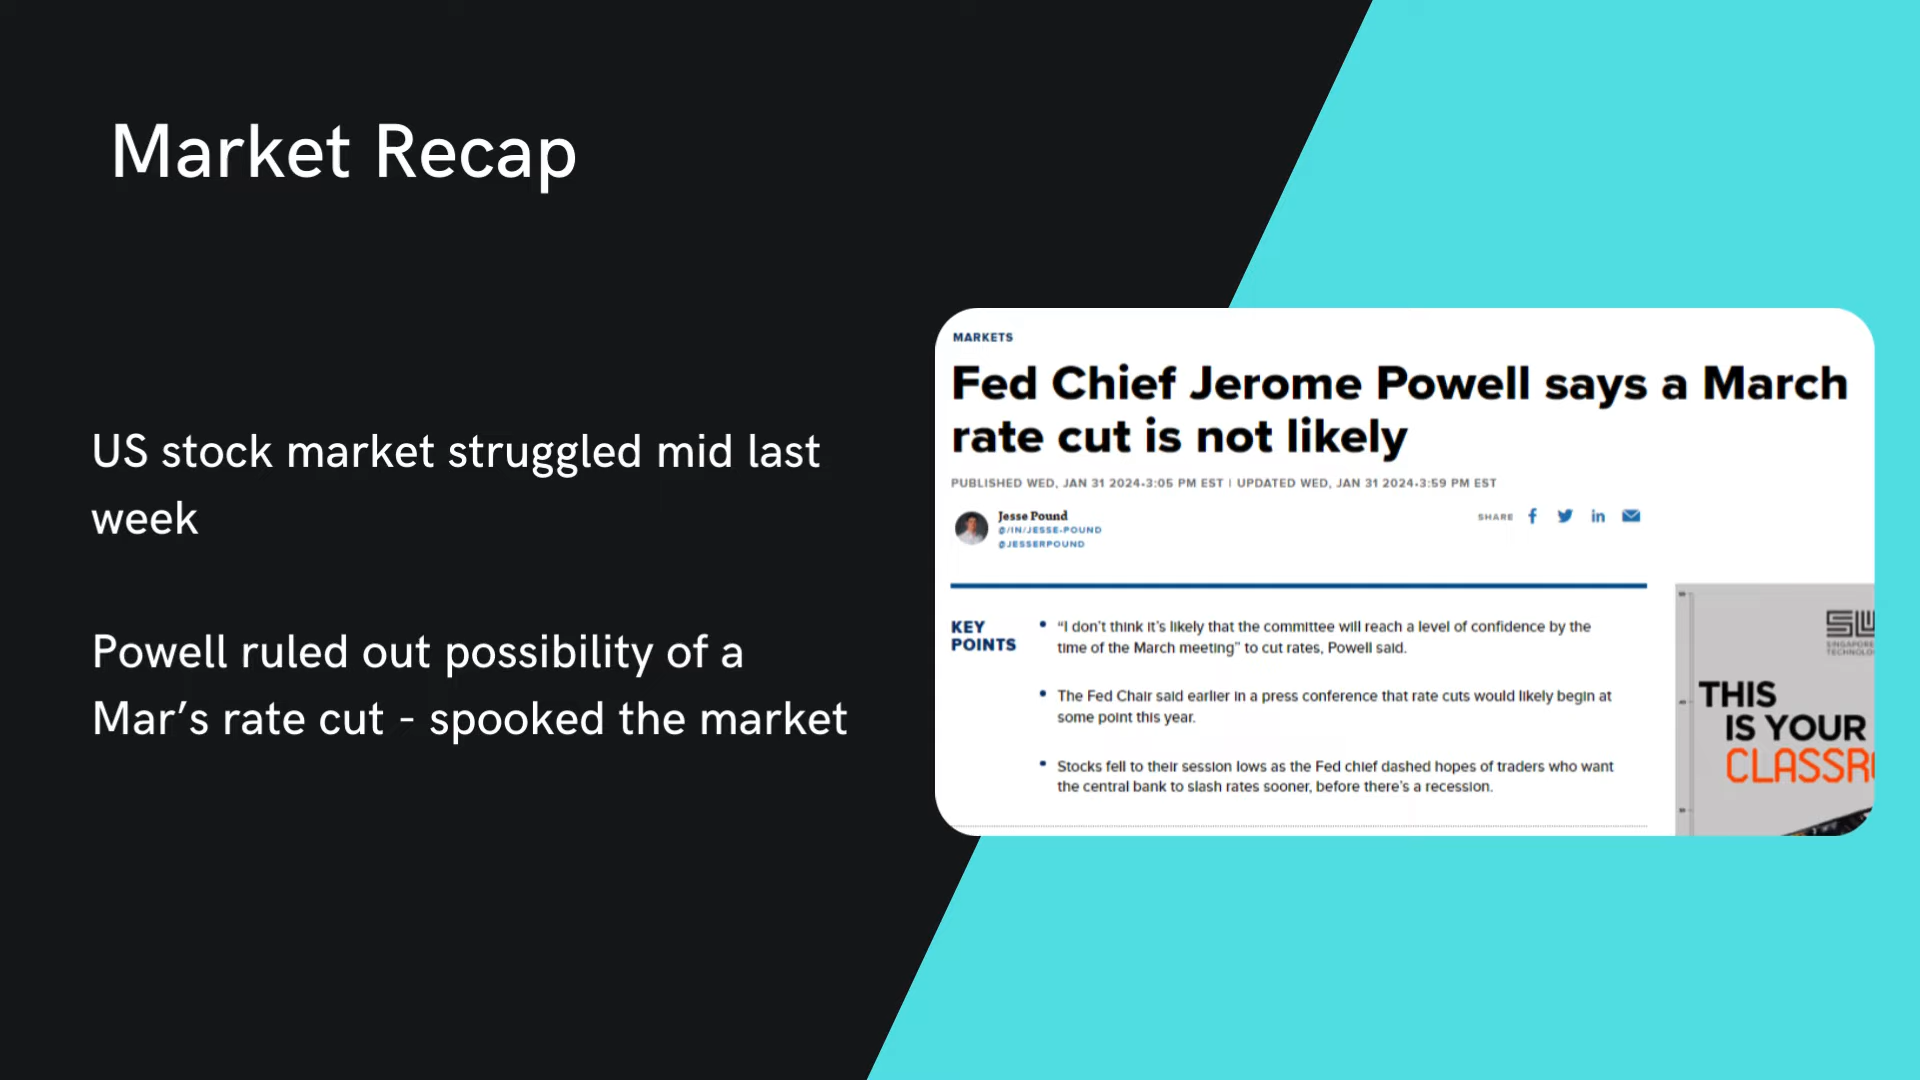 Market Recap
US stock market struggled mid last
week
Powell ruled out possibility of a
Mar’s rate cut - spooked the market
MARKETS
Fed Chief Jerome Powell says a March
rate cut is not likely
PUBLISHED WED, JAN 31 2024•3:05 PM EST | UPDATED WED, JAN 31 2024•3:59 PM EST
Jesse Pound
@/IN/JESSE-POUND
@JESSERPOUND
SHARE
KEY
POINTS
• “I don’t think it’s likely that the committee will reach a level of confidence by the
time of the March meeting” to cut rates, Powell said.
• The Fed Chair said earlier in a press conference that rate cuts would likely begin at
some point this year.
• Stocks fell to their session lows as the Fed chief dashed hopes of traders who want
the central bank to slash rates sooner, before there’s a recession.
SINGAPORE
THIS
IS YOUR